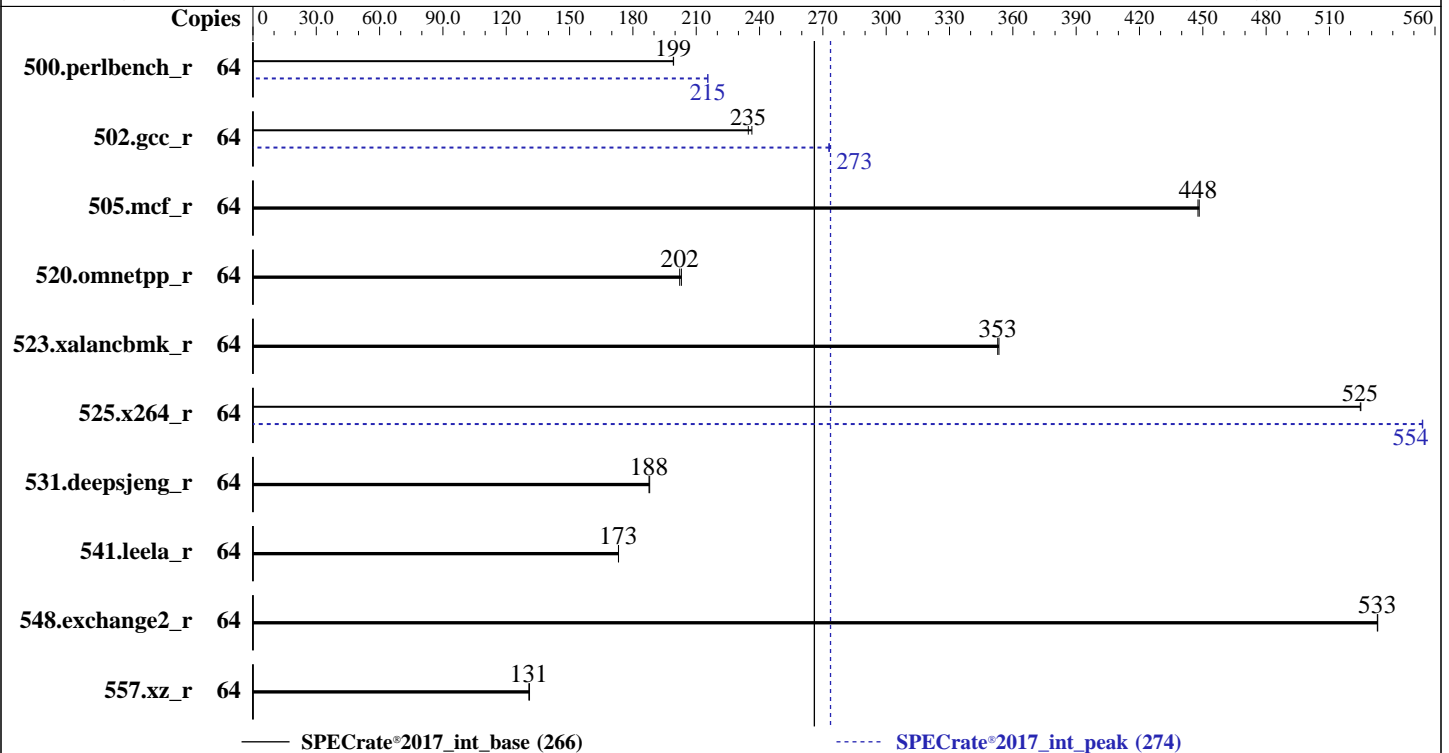 Copies 0 30.0 60.0 90.0 120 150 180 210 240 270 300 330 360 390 420 450 480 510 560
500.perlbench_r 64 199
215
502.gcc_r 64 235
273
505.mcf_r 64 448
520.omnetpp_r 64 202
523.xalancbmk_r 64 353
525.x264_r 64 525
554
531.deepsjeng_r 64 188
541.leela_r 64 173
548.exchange2_r 64 533
557.xz_r 64 131
SPECrate®2017_int_base (266) SPECrate®2017_int_peak (274)